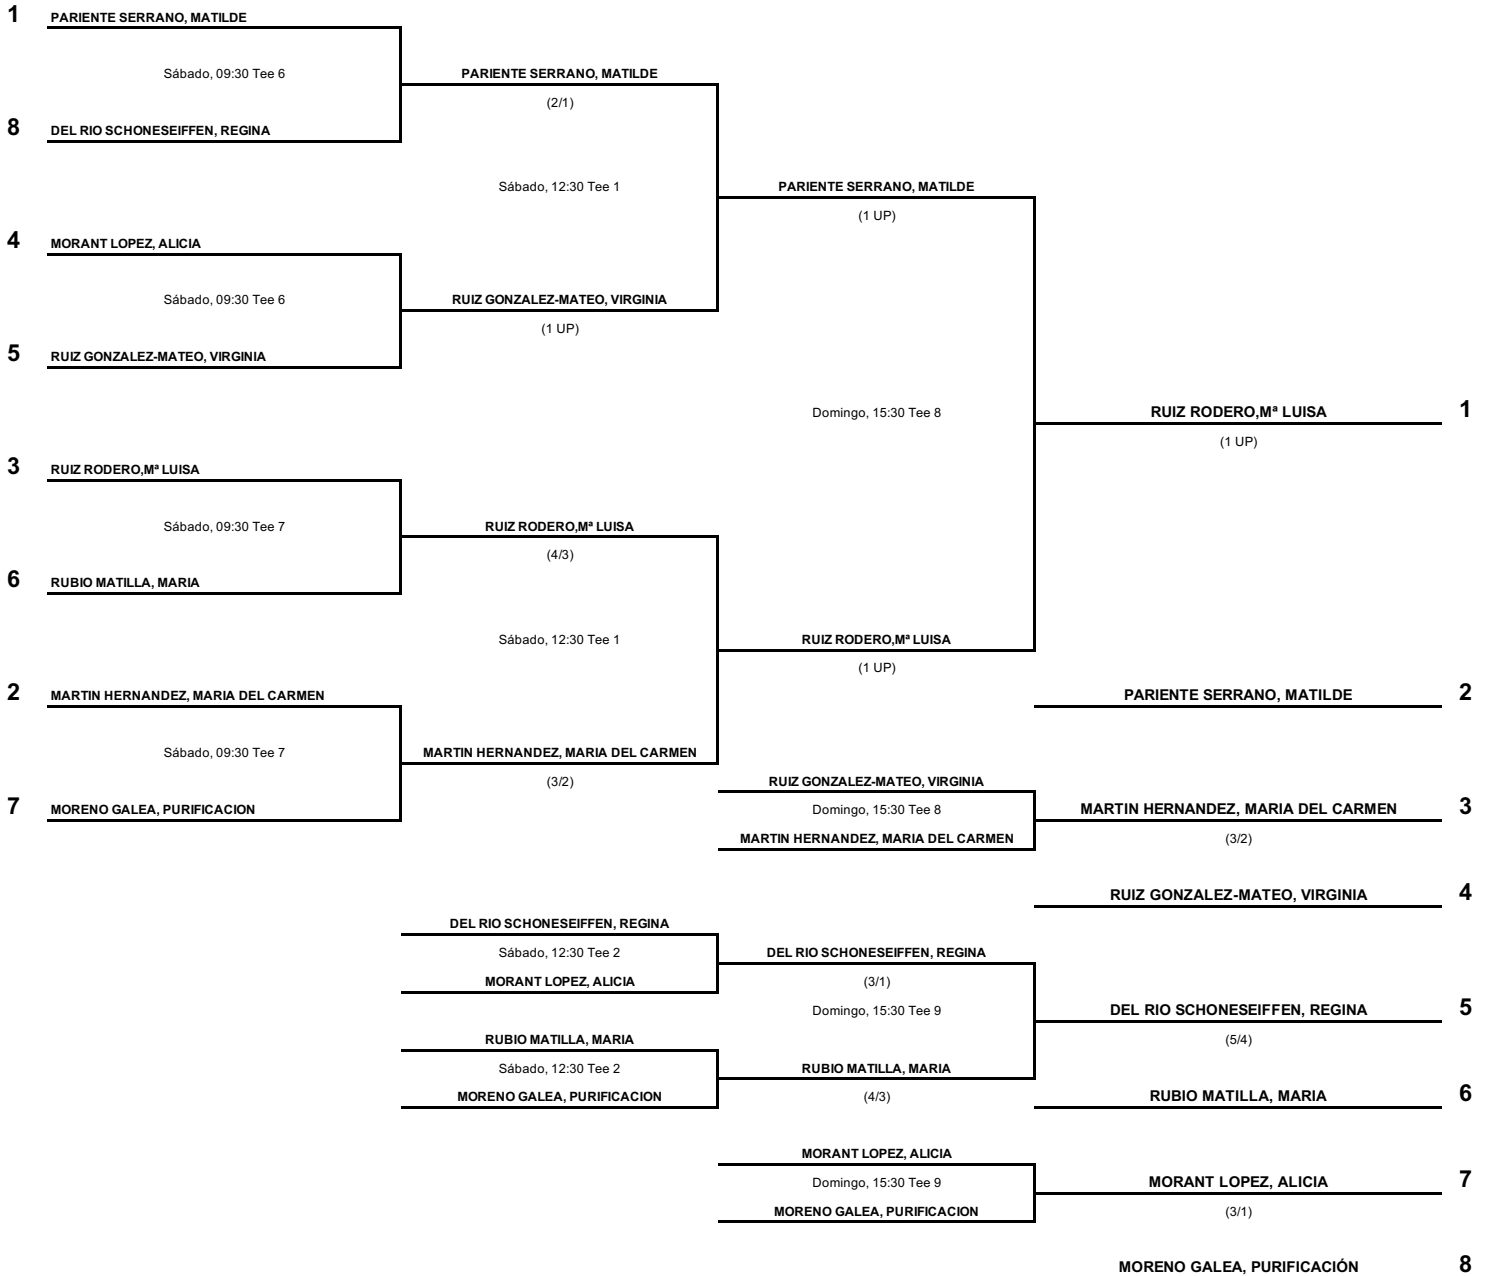 1 PARIENTE SERRANO, MATILDE
Sábado, 09:30 Tee 6 PARIENTE SERRANO, MATILDE
(2/1)
8 DEL RIO SCHONESEIFFEN, REGINA
Sábado, 12:30 Tee 1 PARIENTE SERRANO, MATILDE
(1 UP)
4 MORANT LOPEZ, ALICIA
Sábado, 09:30 Tee 6 RUIZ GONZALEZ-MATEO, VIRGINIA
(1 UP)
5 RUIZ GONZALEZ-MATEO, VIRGINIA
Domingo, 15:30 Tee 8 RUIZ RODERO,Mª LUISA 1
(1 UP)
3 RUIZ RODERO,Mª LUISA
Sábado, 09:30 Tee 7 RUIZ RODERO,Mª LUISA
(4/3)
6 RUBIO MATILLA, MARIA
Sábado, 12:30 Tee 1 RUIZ RODERO,Mª LUISA
(1 UP)
2 MARTIN HERNANDEZ, MARIA DEL CARMEN PARIENTE SERRANO, MATILDE 2
Sábado, 09:30 Tee 7 MARTIN HERNANDEZ, MARIA DEL CARMEN
(3/2) RUIZ GONZALEZ-MATEO, VIRGINIA
7 MORENO GALEA, PURIFICACION Domingo, 15:30 Tee 8 MARTIN HERNANDEZ, MARIA DEL CARMEN 3
MARTIN HERNANDEZ, MARIA DEL CARMEN (3/2)
RUIZ GONZALEZ-MATEO, VIRGINIA 4
DEL RIO SCHONESEIFFEN, REGINA
Sábado, 12:30 Tee 2 DEL RIO SCHONESEIFFEN, REGINA
MORANT LOPEZ, ALICIA (3/1)
Domingo, 15:30 Tee 9 DEL RIO SCHONESEIFFEN, REGINA 5
RUBIO MATILLA, MARIA (5/4)
Sábado, 12:30 Tee 2 RUBIO MATILLA, MARIA
MORENO GALEA, PURIFICACION (4/3) RUBIO MATILLA, MARIA 6
MORANT LOPEZ, ALICIA
Domingo, 15:30 Tee 9 MORANT LOPEZ, ALICIA 7
MORENO GALEA, PURIFICACION (3/1)
MORENO GALEA, PURIFICACIÓN 8